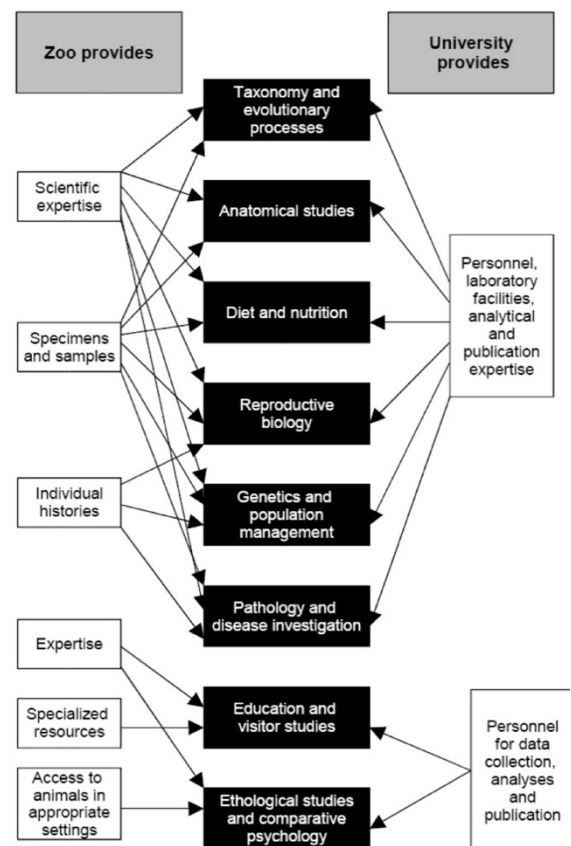 Zoo provides
University
provides
Taxonomy and
evolutionary
processes
Scientific
expertise
Anatomical studies
Personnel,
laboratory
facilities,
analytical
and
publication
expertise
Diet and nutrition
Specimens
and samples
Reproductive
biology
Individual
histories
Genetics and
population
management
Pathology and
disease investigation
Expertise
Education and
visitor studies
Specialized
resources
Personnel
for data
collection,
analyses
and
publication
Access to
animals in
appropriate
settings
Ethological studies
and comparative
psychology